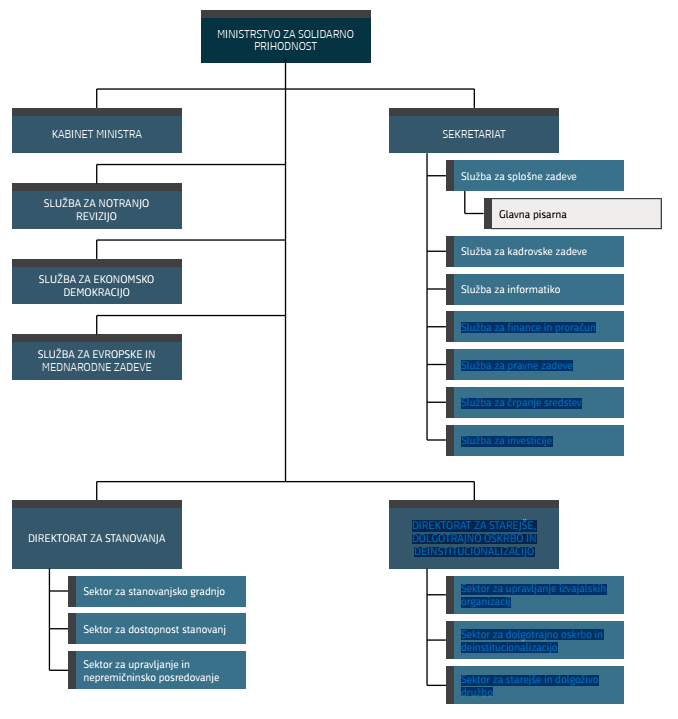 MINISTRSTVO ZA SOLIDARNO
PRIHODNOST
KABINET MINISTRA
SEKRETARIAT
Služba za splošne zadeve
Glavna pisarna
SLUŽBA ZA NOTRANJO
REVIZIJO
Služba za kadrovske zadeve
SLUŽBA ZA EKONOMSKO
DEMOKRACIJO
Služba za informatiko
Služba za finance in proračun
SLUŽBA ZA EVROPSKE IN
MEDNARODNE ZADEVE
Služba za pravne zadeve
Služba za črpanje sredstev
Služba za investicije
DIREKTORAT ZA STANOVANJA
Sektor za stanovanjsko gradnjo
Sektor za dostopnost stanovanj
Sektor za upravljanje in
nepremičninsko posredovanje
DIREKTORAT ZA STAREJŠE,
DOLGOTRAJNO OSKRBO IN
DEINSTITUCIONALIZACIJO
Sektor za upravljanje izvajalskih
organizacij
Sektor za dolgotrajno oskrbo in
deinstitucionalizacijo
Sektor za starejše in dolgoživo
družbo